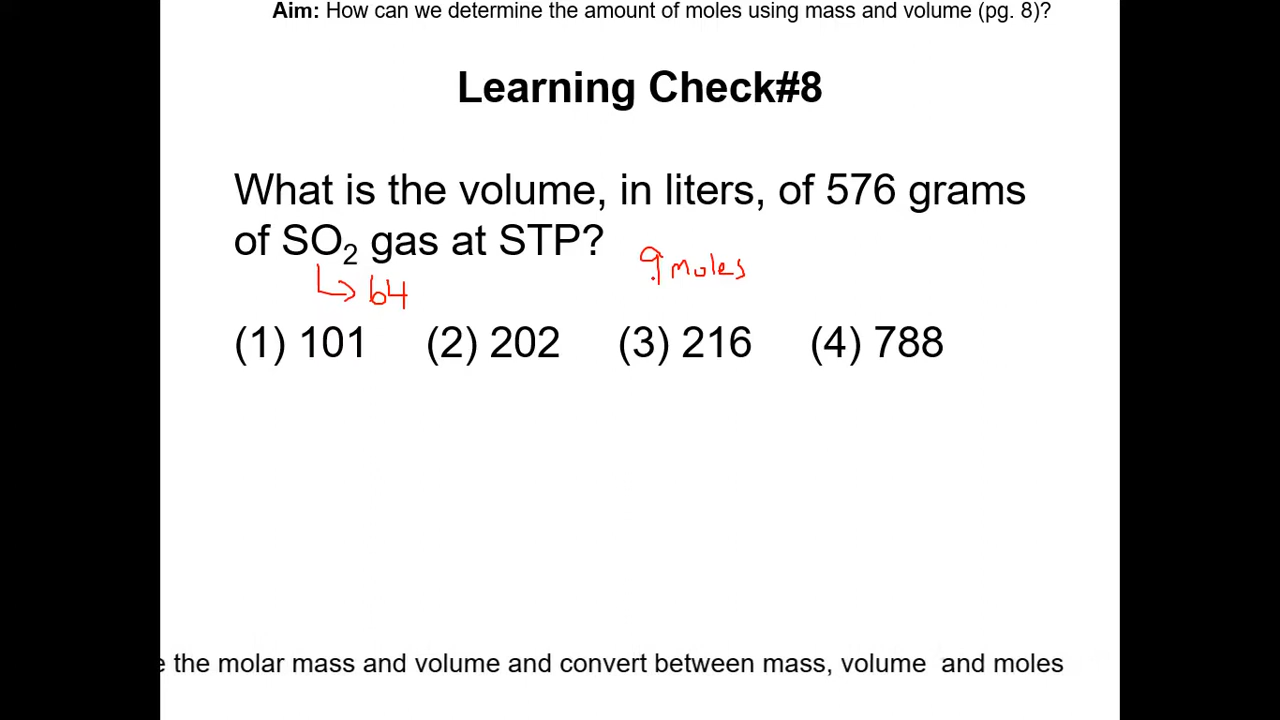 Aim: How can we determine the amount of moles using mass and volume (pg. 8)?
Learning Check#8
What is the volume, in liters, of 576 grams
of SO₂ gas at STP?
9 moles
64
(1) 101 (2) 202 (3) 216 (4) 788
the molar mass and volume and convert between mass, volume and moles